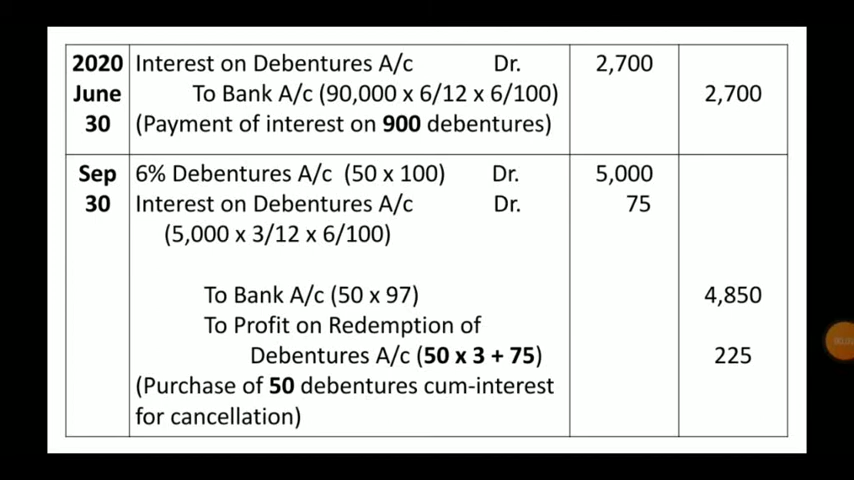 2020 Interest on Debentures A/c Dr. 2,700
June To Bank A/c (90,000 x 6/12 x 6/100) 2,700
30 (Payment of interest on 900 debentures)
Sep 6% Debentures A/c (50 x 100) Dr. 5,000
30 Interest on Debentures A/c Dr. 75
(5,000 x 3/12 x 6/100)
To Bank A/c (50 x 97) 4,850
To Profit on Redemption of
Debentures A/c (50 x 3 + 75) 225
(Purchase of 50 debentures cum-interest
for cancellation)